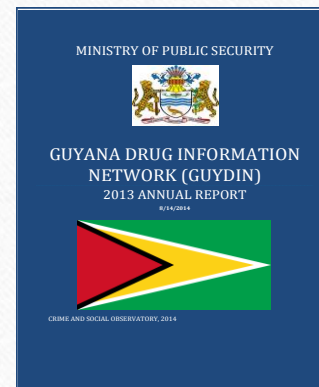 MINISTRY OF PUBLIC SECURITY
GUYANA DRUG INFORMATION
NETWORK (GUYDIN)
2013 ANNUAL REPORT
8/14/2014
CRIME AND SOCIAL OBSERVATORY, 2014